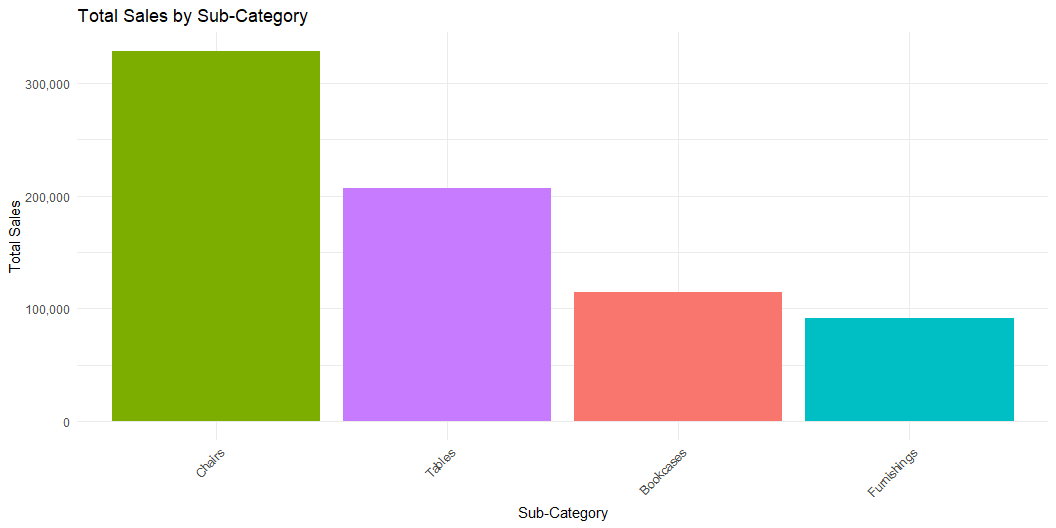 Total Sales by Sub-Category
Total Sales
300,000
200,000
100,000
0
Chairs
Tables
Bookcases
Furnishings
Sub-Category